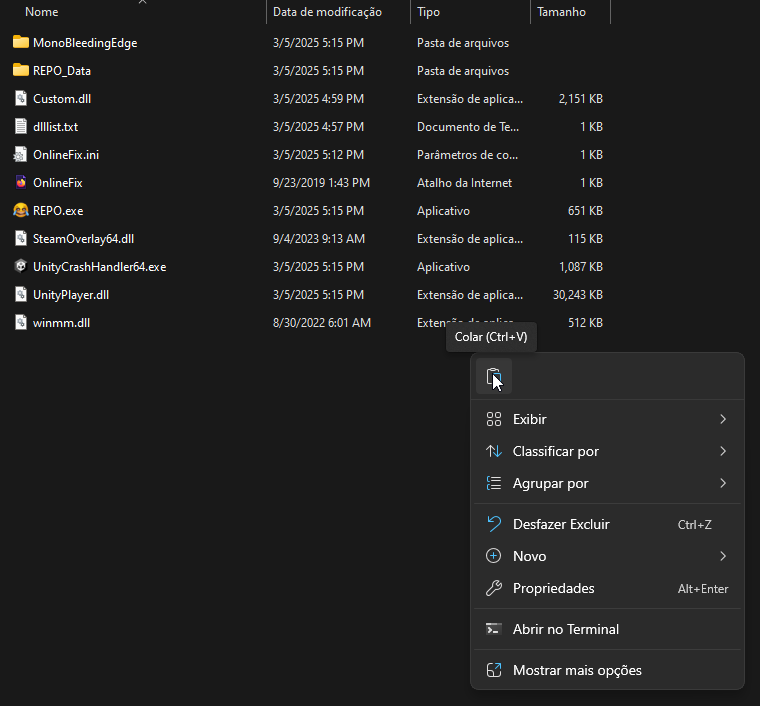 Nome Data de modificação Tipo Tamanho
MonoBleedingEdge 3/5/2025 5:15 PM Pasta de arquivos
REPO_Data 3/5/2025 5:15 PM Pasta de arquivos
Custom.dll 3/5/2025 4:59 PM Extensão de aplica... 2,151 KB
dlllist.txt 3/5/2025 4:57 PM Documento de Te... 1 KB
OnlineFix.ini 3/5/2025 5:12 PM Parâmetros de co... 1 KB
OnlineFix 9/23/2019 1:43 PM Atalho da Internet 1 KB
REPO.exe 3/5/2025 5:15 PM Aplicativo 651 KB
SteamOverlay64.dll 9/4/2023 9:13 AM Extensão de aplica... 115 KB
UnityCrashHandler64.exe 3/5/2025 5:15 PM Aplicativo 1,087 KB
UnityPlayer.dll 3/5/2025 5:15 PM Extensão de aplica... 30,243 KB
winmm.dll 8/30/2022 6:01 AM Extensão de aplica... 512 KB
Colar (Ctrl+V)
Exibir
Classificar por
Agrupar por
Desfazer Excluir Ctrl+Z
Novo
Propriedades Alt+Enter
Abrir no Terminal
Mostrar mais opções